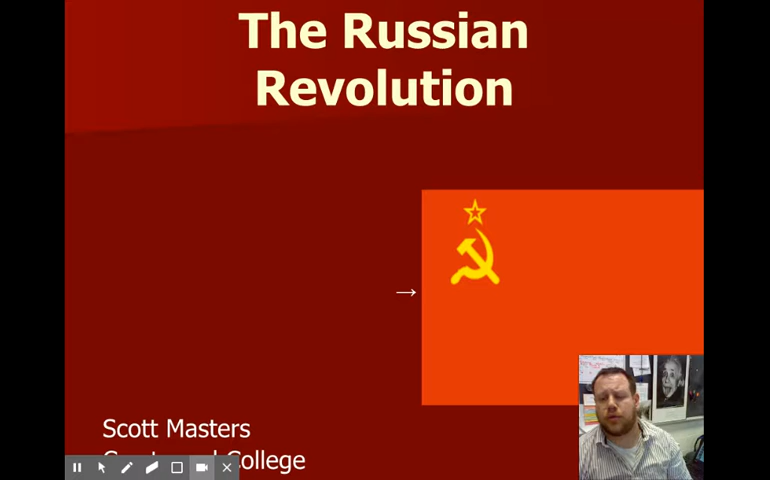 The Russian
Revolution
→
Scott Masters
College